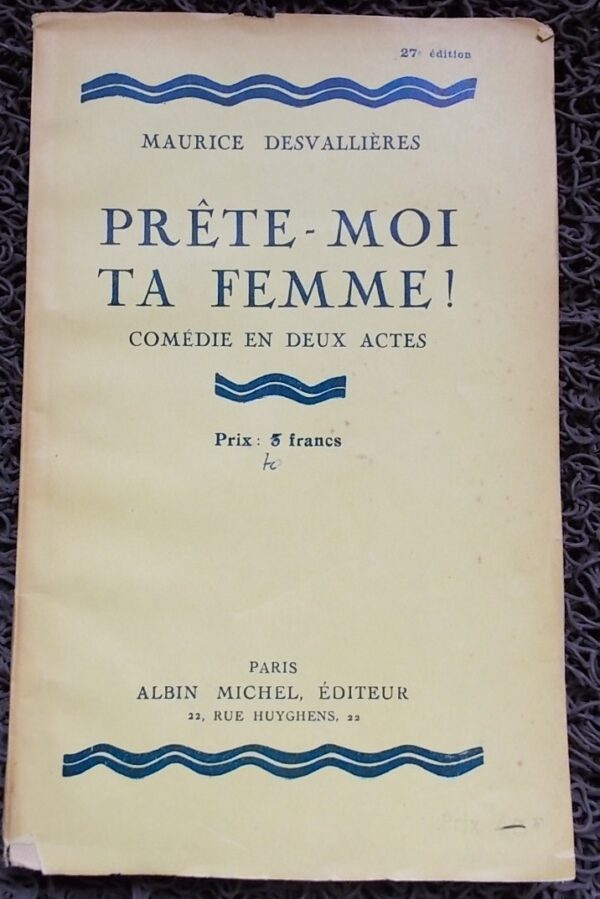 27e édition
MAURICE DESVALLIÈRES
PRÊTE-MOI
TA FEMME!
COMÉDIE EN DEUX ACTES
Prix : 5 francs
10
PARIS
ALBIN MICHEL, ÉDITEUR
22, RUE HUYGHENS, 22